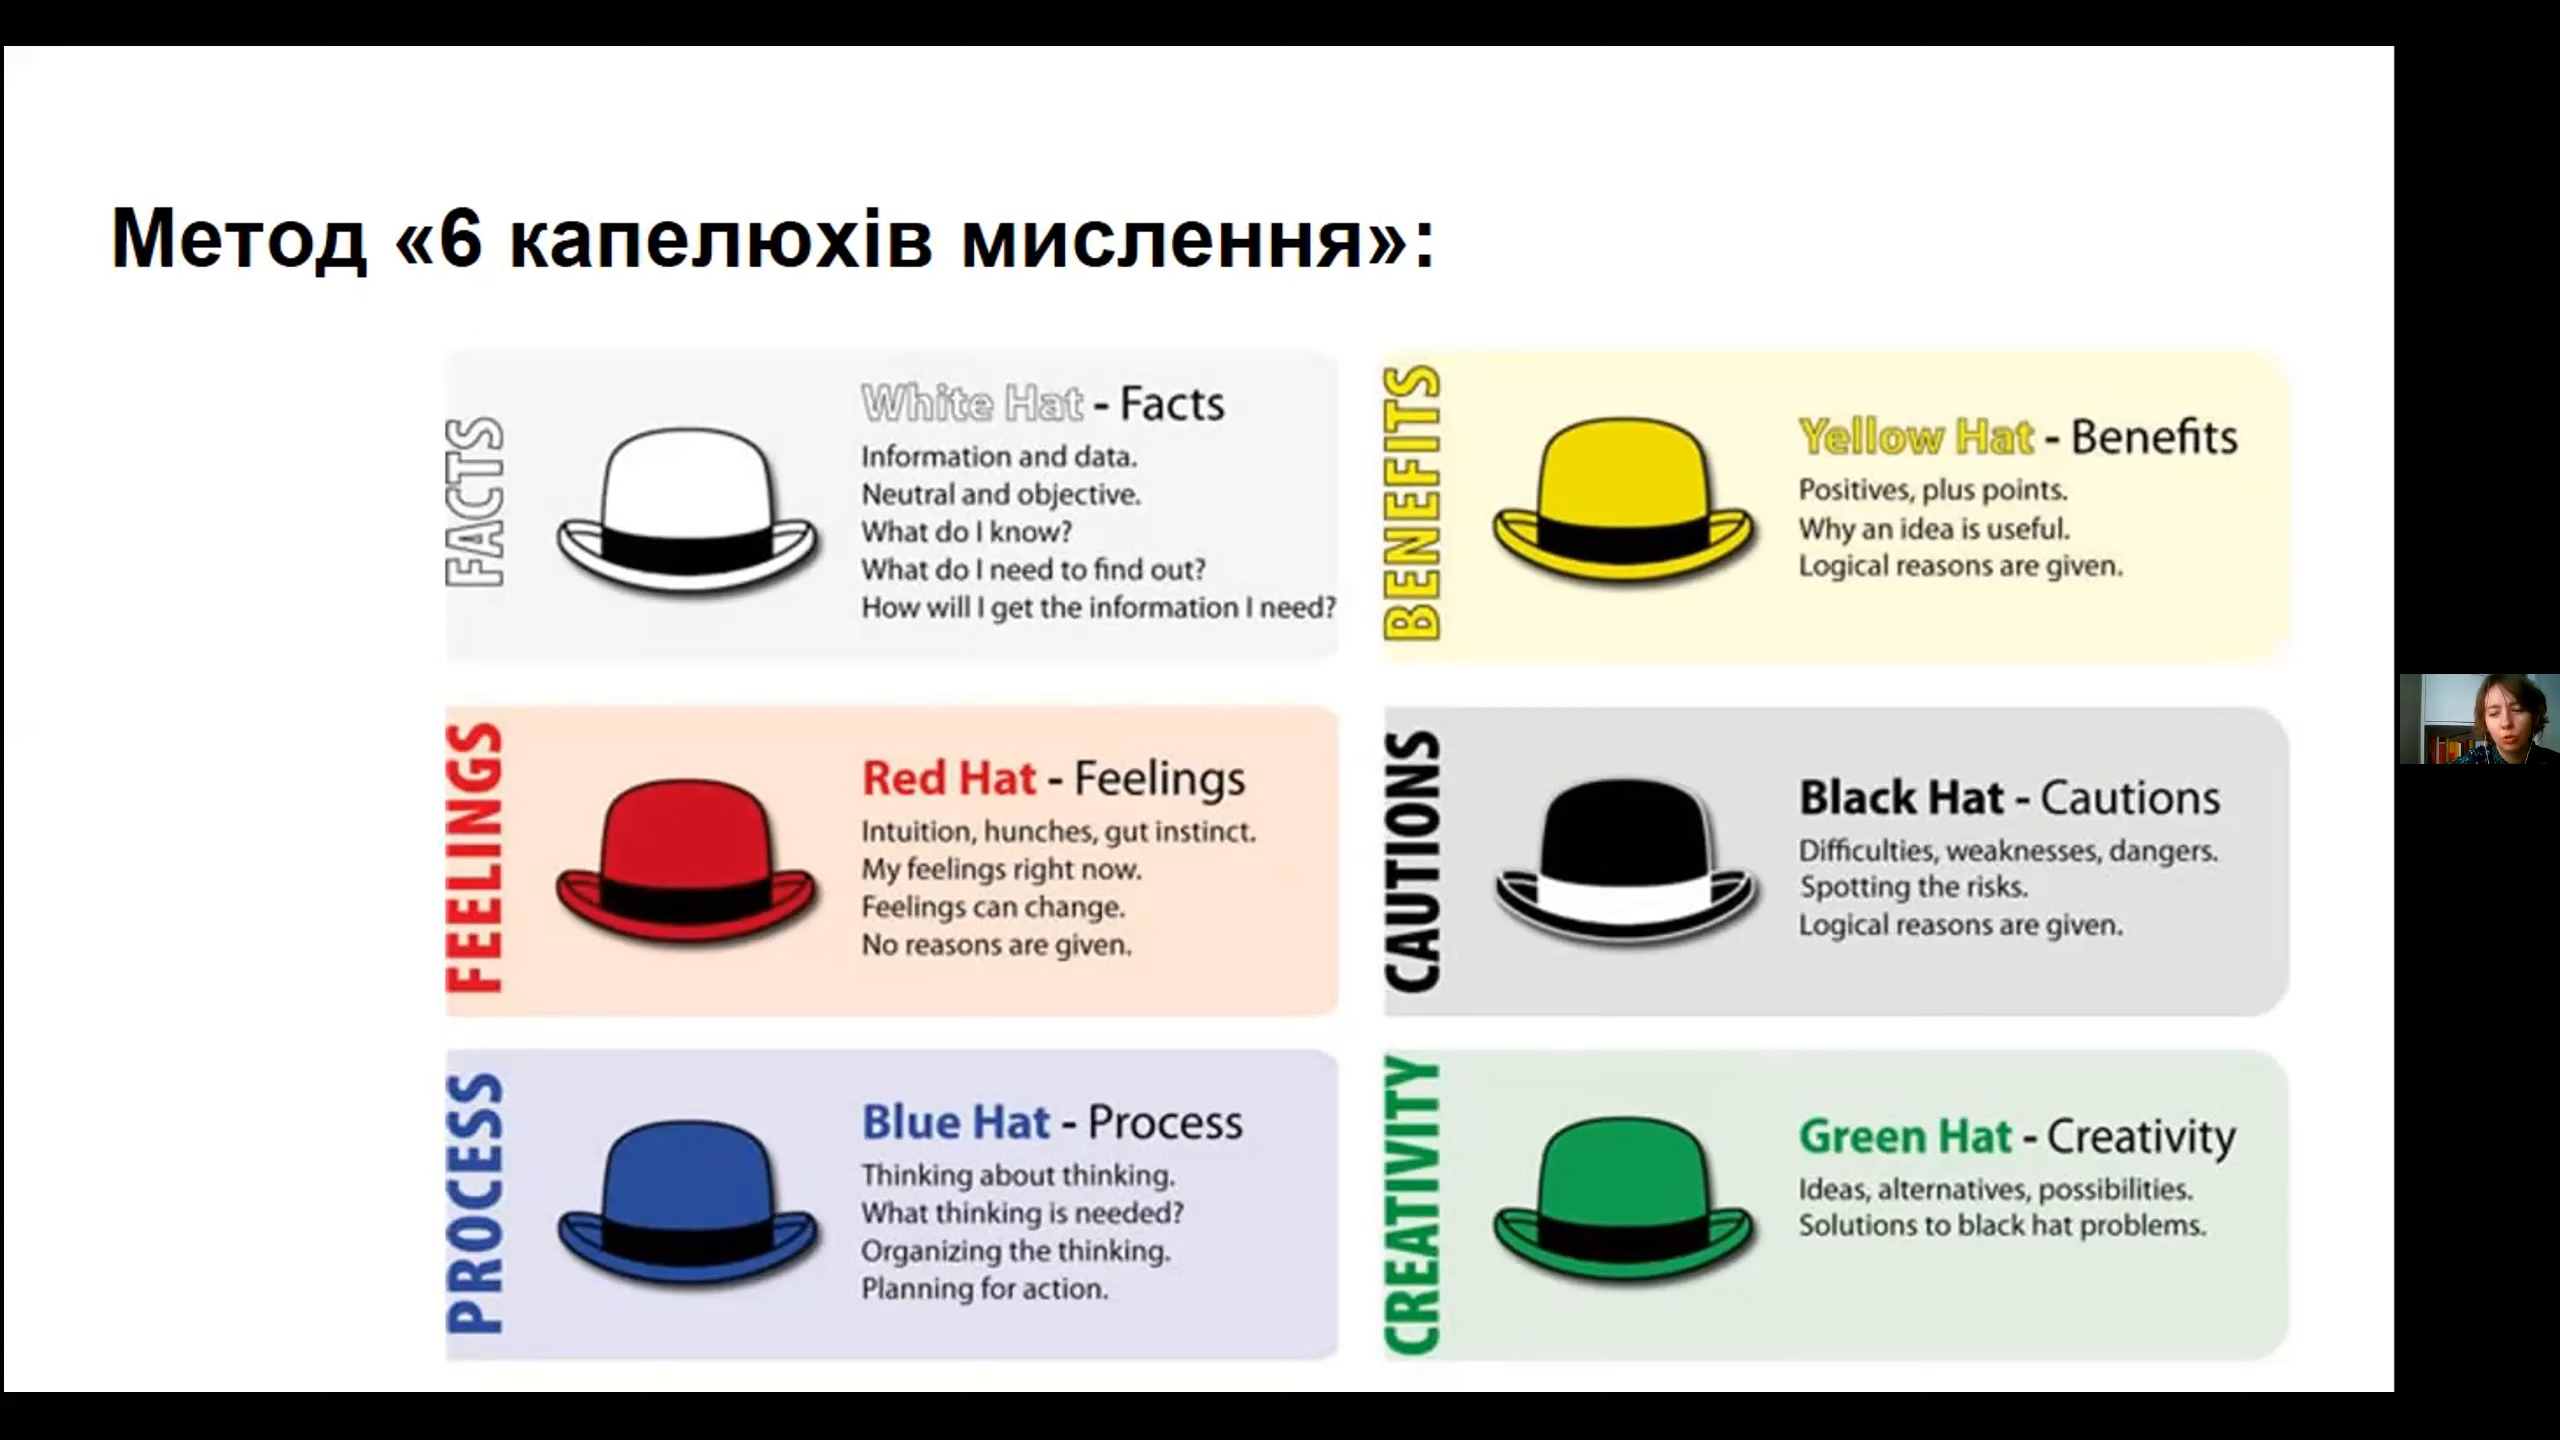 Метод «6 капелюхів мислення»:
FACTS
White Hat - Facts
Information and data.
Neutral and objective.
What do I know?
What do I need to find out?
How will I get the information I need?
BENEFITS
Yellow Hat - Benefits
Positives, plus points.
Why an idea is useful.
Logical reasons are given.
FEELINGS
Red Hat - Feelings
Intuition, hunches, gut instinct.
My feelings right now.
Feelings can change.
No reasons are given.
CAUTIONS
Black Hat - Cautions
Difficulties, weaknesses, dangers.
Spotting the risks.
Logical reasons are given.
PROCESS
Blue Hat - Process
Thinking about thinking.
What thinking is needed?
Organizing the thinking.
Planning for action.
CREATIVITY
Green Hat - Creativity
Ideas, alternatives, possibilities.
Solutions to black hat problems.